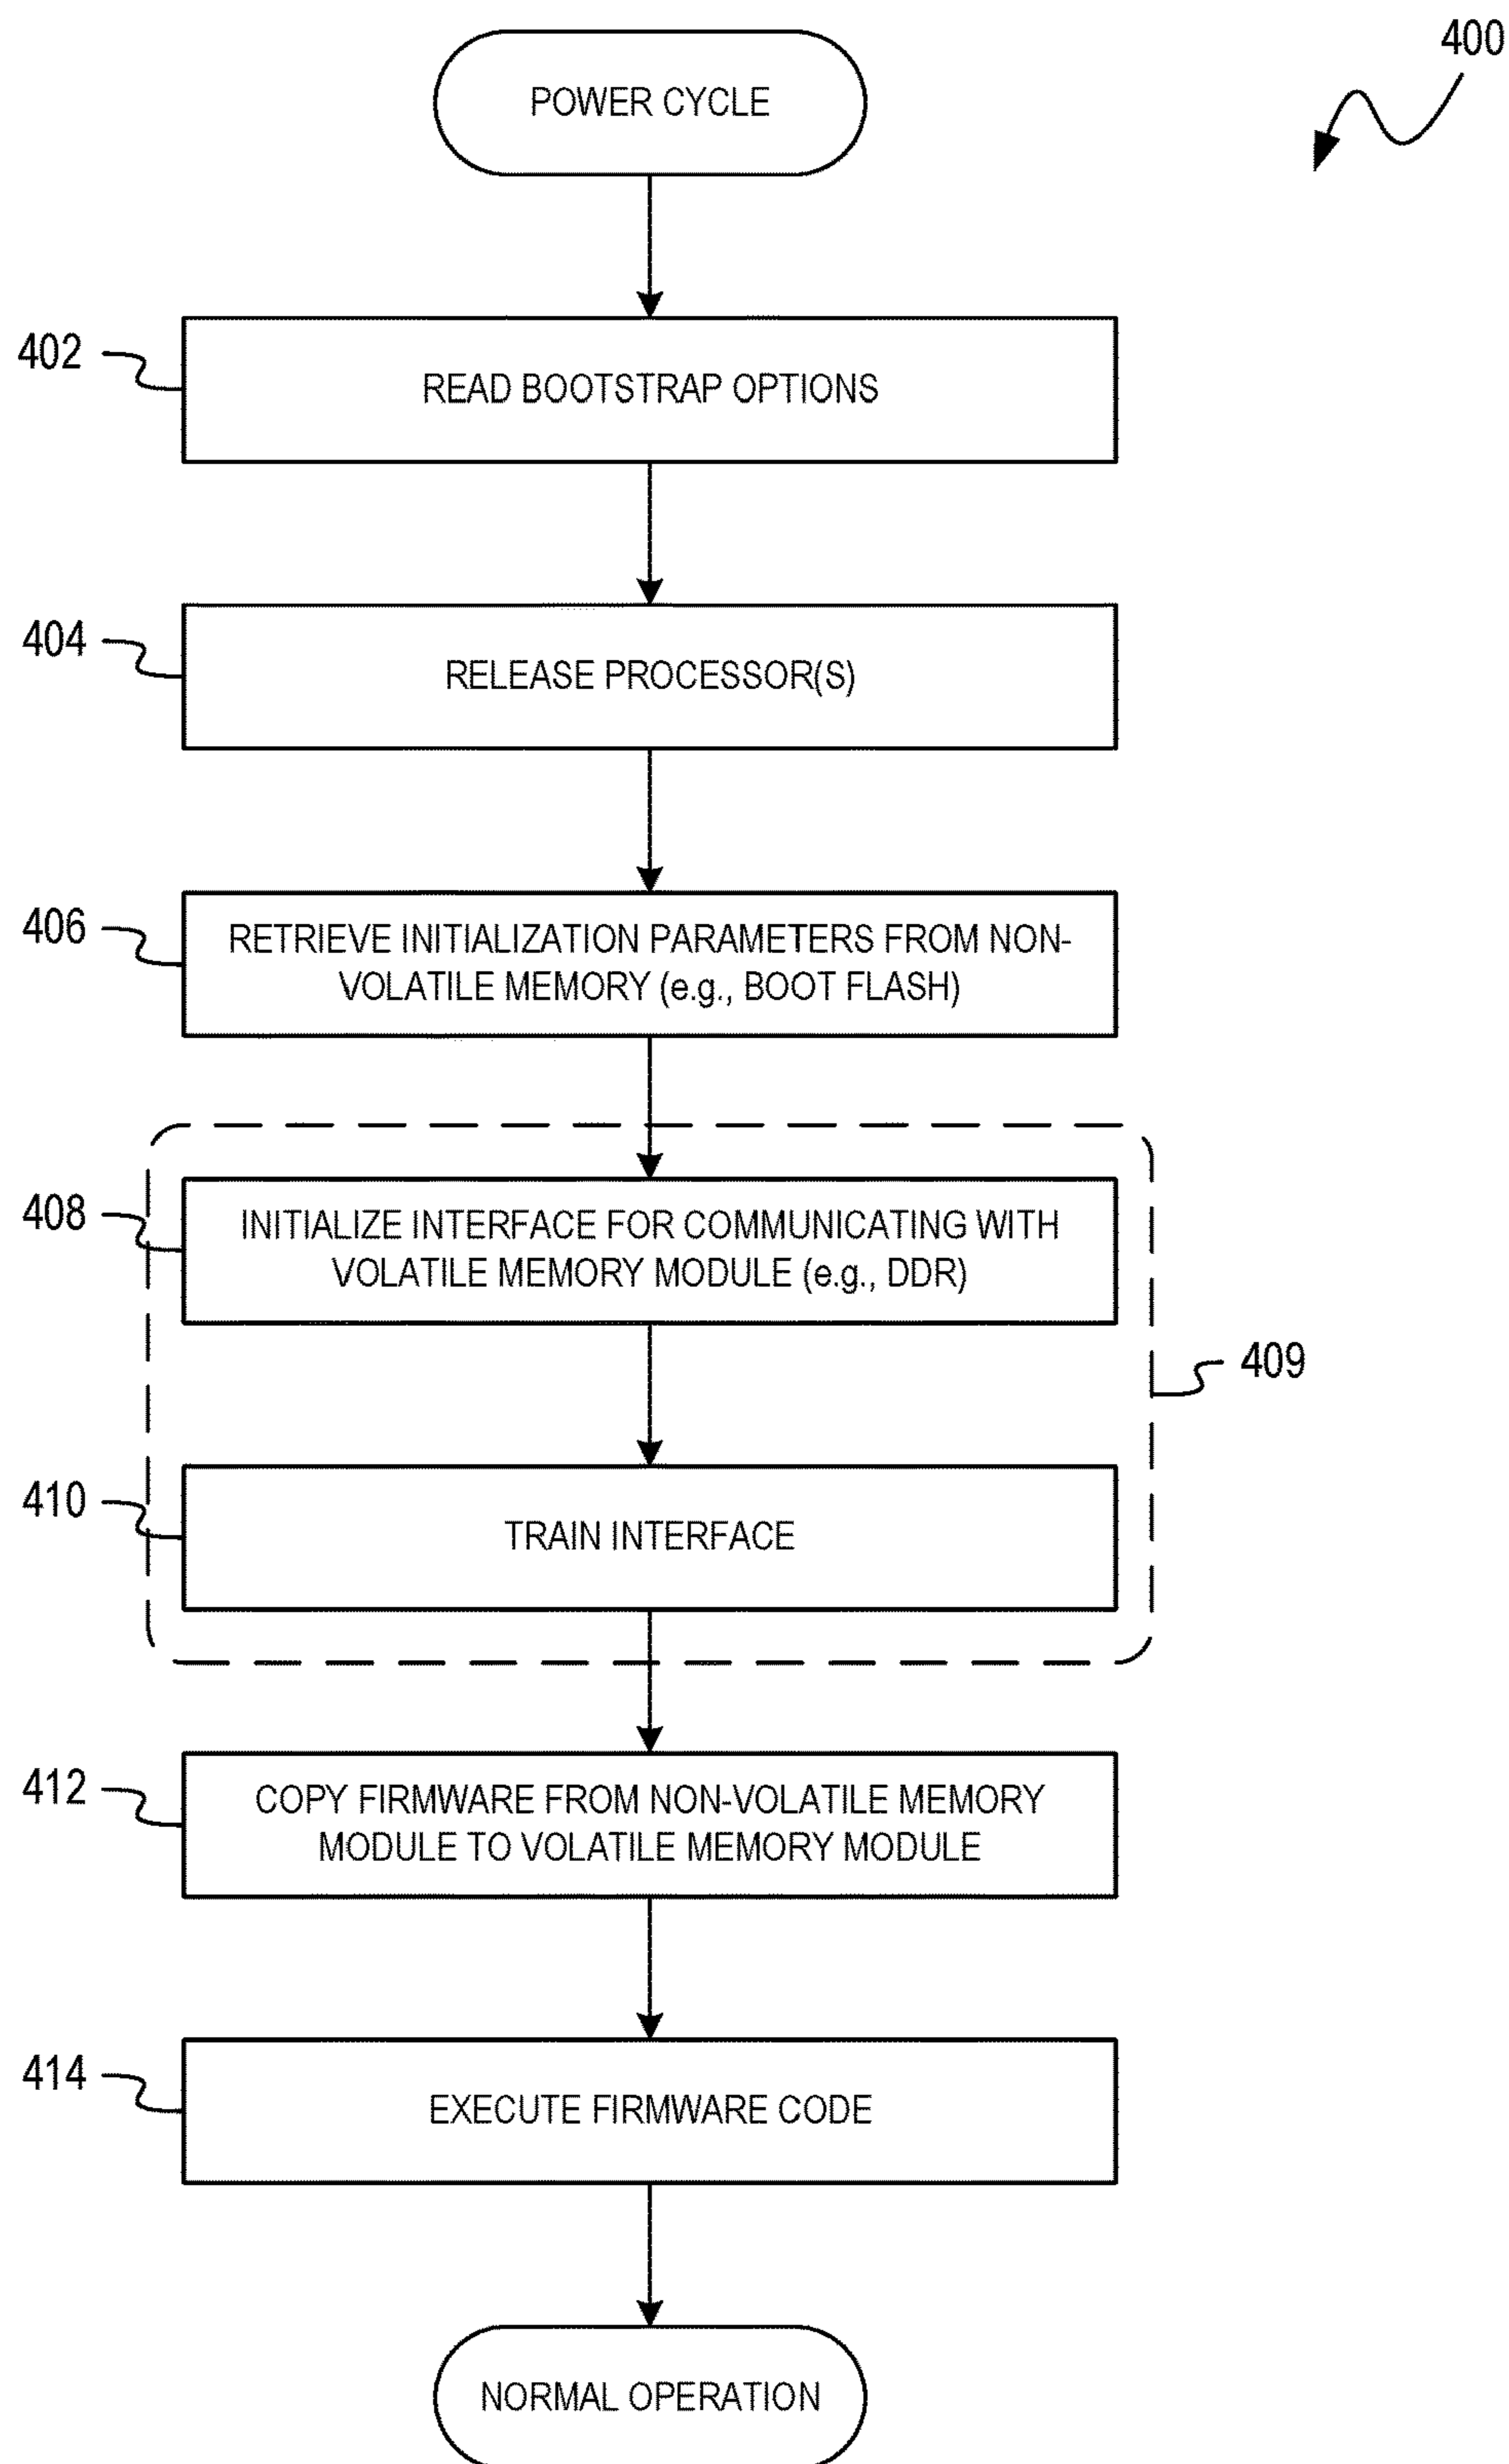 400
POWER CYCLE
402
READ BOOTSTRAP OPTIONS
404
RELEASE PROCESSOR(S)
406
RETRIEVE INITIALIZATION PARAMETERS FROM NON-
VOLATILE MEMORY (e.g., BOOT FLASH)
408
INITIALIZE INTERFACE FOR COMMUNICATING WITH
VOLATILE MEMORY MODULE (e.g., DDR)
409
410
TRAIN INTERFACE
412
COPY FIRMWARE FROM NON-VOLATILE MEMORY
MODULE TO VOLATILE MEMORY MODULE
414
EXECUTE FIRMWARE CODE
NORMAL OPERATION